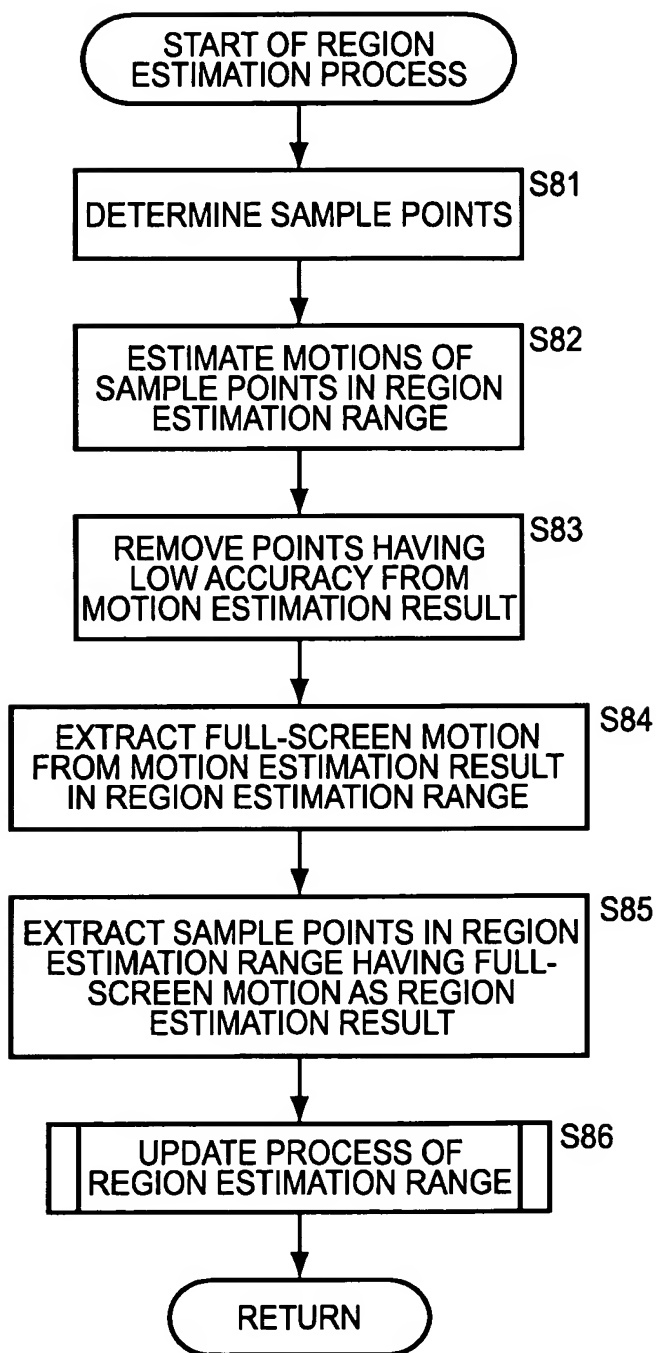 START OF REGION
ESTIMATION PROCESS
S81
DETERMINE SAMPLE POINTS
S82
ESTIMATE MOTIONS OF
SAMPLE POINTS IN REGION
ESTIMATION RANGE
S83
REMOVE POINTS HAVING
LOW ACCURACY FROM
MOTION ESTIMATION RESULT
S84
EXTRACT FULL-SCREEN MOTION
FROM MOTION ESTIMATION RESULT
IN REGION ESTIMATION RANGE
S85
EXTRACT SAMPLE POINTS IN REGION
ESTIMATION RANGE HAVING FULL-
SCREEN MOTION AS REGION
ESTIMATION RESULT
S86
UPDATE PROCESS OF
REGION ESTIMATION RANGE
RETURN